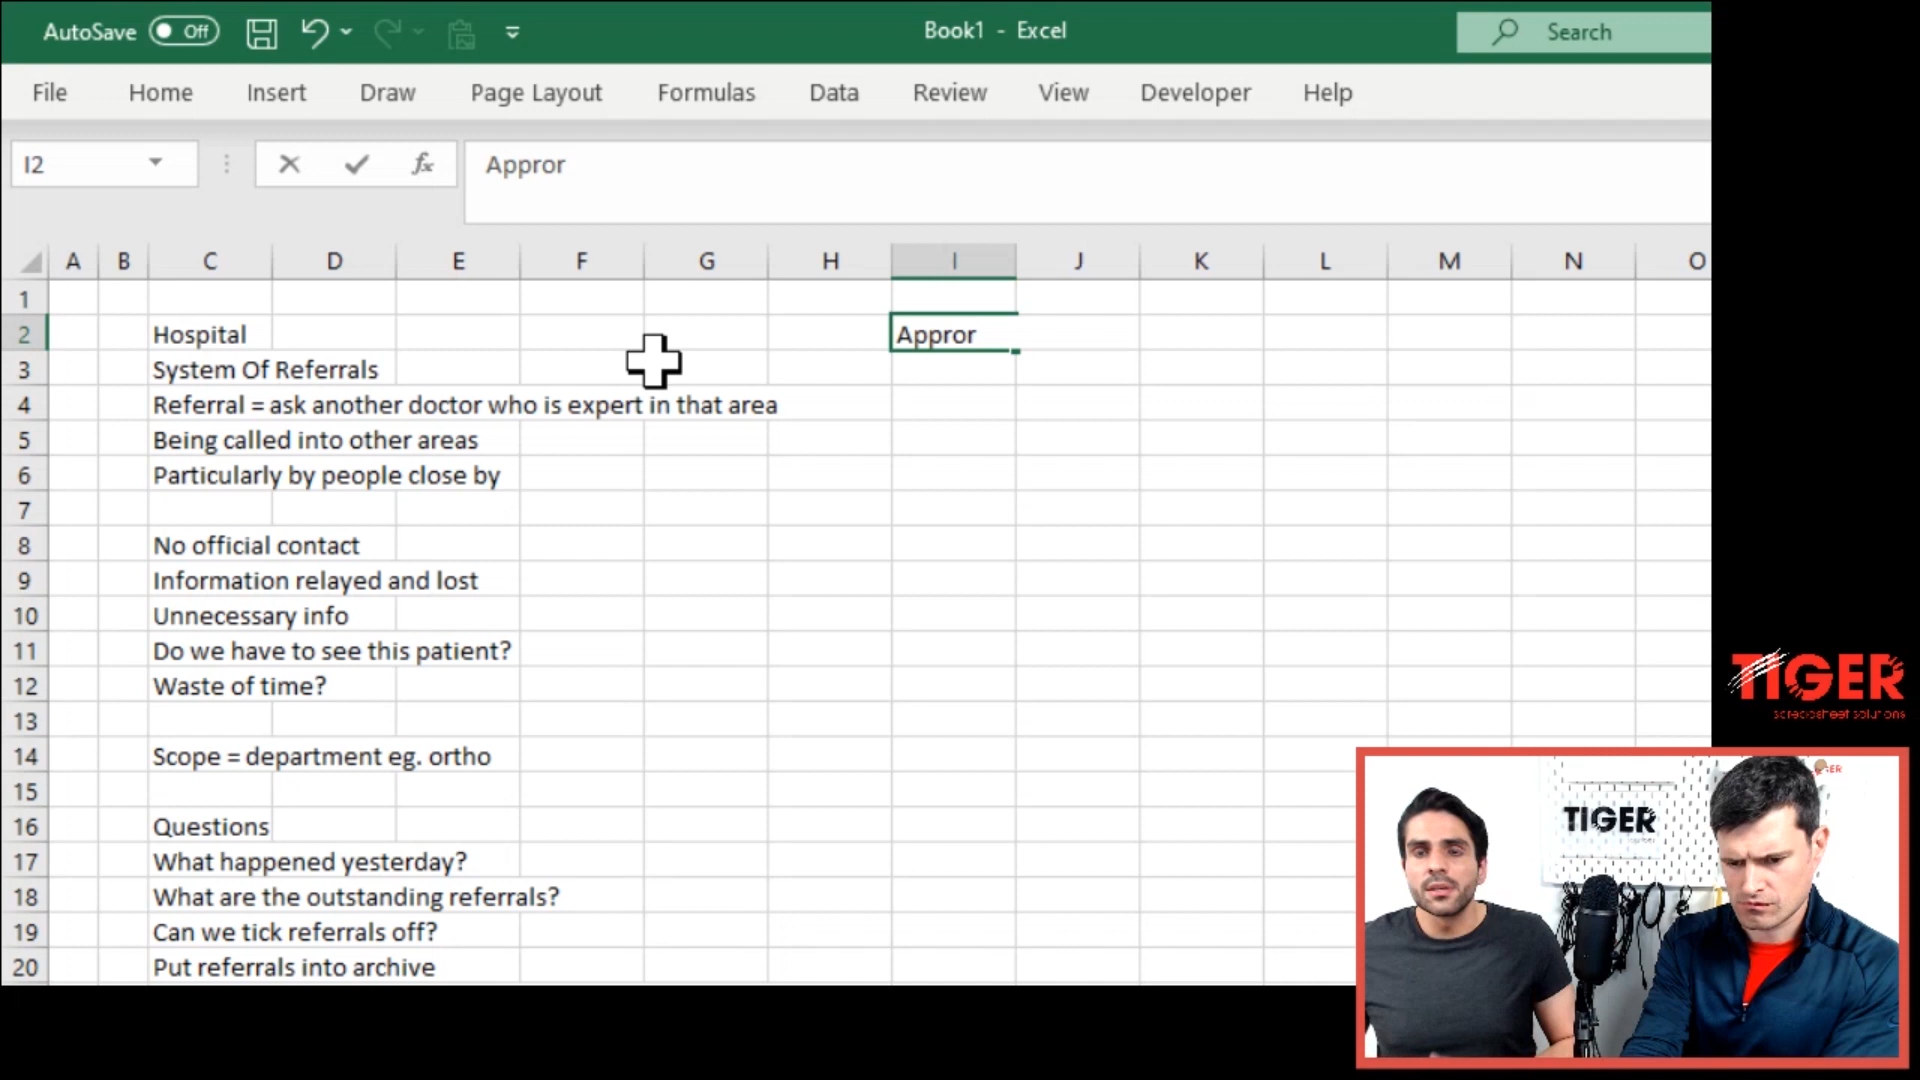 AutoSave Off Book1 - Excel Search
File Home Insert Draw Page Layout Formulas Data Review View Developer Help
I2 fx Appror
A B C D E F G H I J K L M N O
1
2 Hospital Appror
3 System Of Referrals
4 Referral = ask another doctor who is expert in that area
5 Being called into other areas
6 Particularly by people close by
7
8 No official contact
9 Information relayed and lost
10 Unnecessary info
11 Do we have to see this patient?
12 Waste of time?
13
14 Scope = department eg. ortho
15
16 Questions
17 What happened yesterday?
18 What are the outstanding referrals?
19 Can we tick referrals off?
20 Put referrals into archive
TIGER
spreadsheet solutions
TIGER